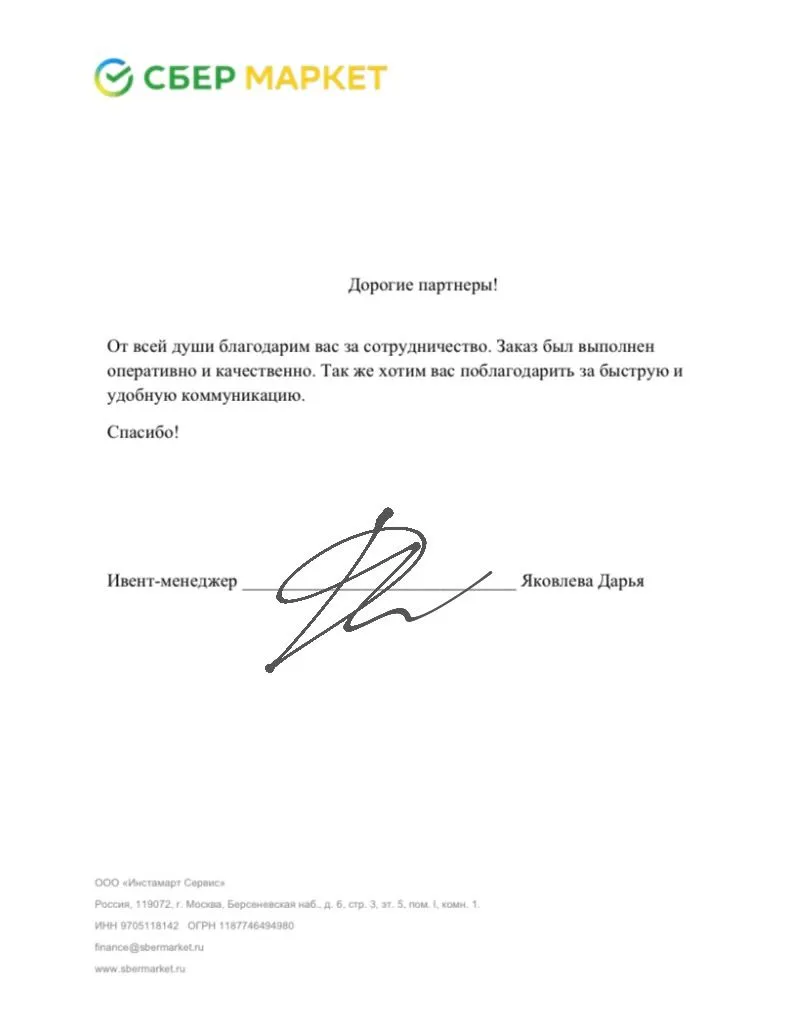 СБЕР МАРКЕТ
Дорогие партнеры!
От всей души благодарим вас за сотрудничество. Заказ был выполнен
оперативно и качественно. Так же хотим вас поблагодарить за быструю и
удобную коммуникацию.
Спасибо!
Ивент-менеджер ______________________________ Яковлева Дарья
ООО «Инстамарт Сервис»
Россия, 119072, г. Москва, Берсеневская наб., д. 6, стр. 3, эт. 5, пом. I, комн. 1.
ИНН 9705118142 ОГРН 1187746494980
finance@sbermarket.ru
www.sbermarket.ru